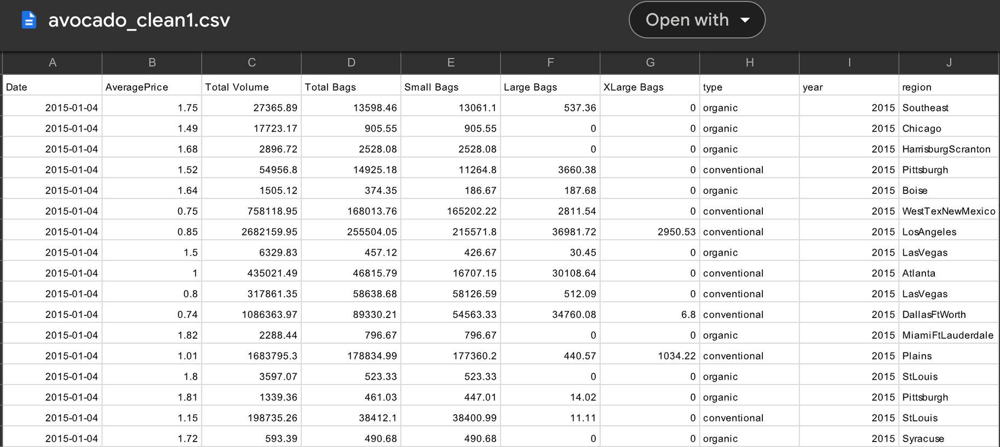 avocado_clean1.csv Open with
A B C D E F G H I J
Date AveragePrice Total Volume Total Bags Small Bags Large Bags XLarge Bags type year region
2015-01-04 1.75 27365.89 13598.46 13061.1 537.36 0 organic 2015 Southeast
2015-01-04 1.49 17723.17 905.55 905.55 0 0 organic 2015 Chicago
2015-01-04 1.68 2896.72 2528.08 2528.08 0 0 organic 2015 HarrisburgScranton
2015-01-04 1.52 54956.8 14925.18 11264.8 3660.38 0 conventional 2015 Pittsburgh
2015-01-04 1.64 1505.12 374.35 186.67 187.68 0 organic 2015 Boise
2015-01-04 0.75 758118.95 168013.76 165202.22 2811.54 0 conventional 2015 WestTexNewMexico
2015-01-04 0.85 2682159.95 255504.05 215571.8 36981.72 2950.53 conventional 2015 LosAngeles
2015-01-04 1.5 6329.83 457.12 426.67 30.45 0 organic 2015 LasVegas
2015-01-04 1 435021.49 46815.79 16707.15 30108.64 0 conventional 2015 Atlanta
2015-01-04 0.8 317861.35 58638.68 58126.59 512.09 0 conventional 2015 LasVegas
2015-01-04 0.74 1086363.97 89330.21 54563.33 34760.08 6.8 conventional 2015 DallasFtWorth
2015-01-04 1.82 2288.44 796.67 796.67 0 0 organic 2015 MiamiFtLauderdale
2015-01-04 1.01 1683795.3 178834.99 177360.2 440.57 1034.22 conventional 2015 Plains
2015-01-04 1.8 3597.07 523.33 523.33 0 0 organic 2015 StLouis
2015-01-04 1.81 1339.36 461.03 447.01 14.02 0 organic 2015 Pittsburgh
2015-01-04 1.15 198735.26 38412.1 38400.99 11.11 0 conventional 2015 StLouis
2015-01-04 1.72 593.39 490.68 490.68 0 0 organic 2015 Syracuse